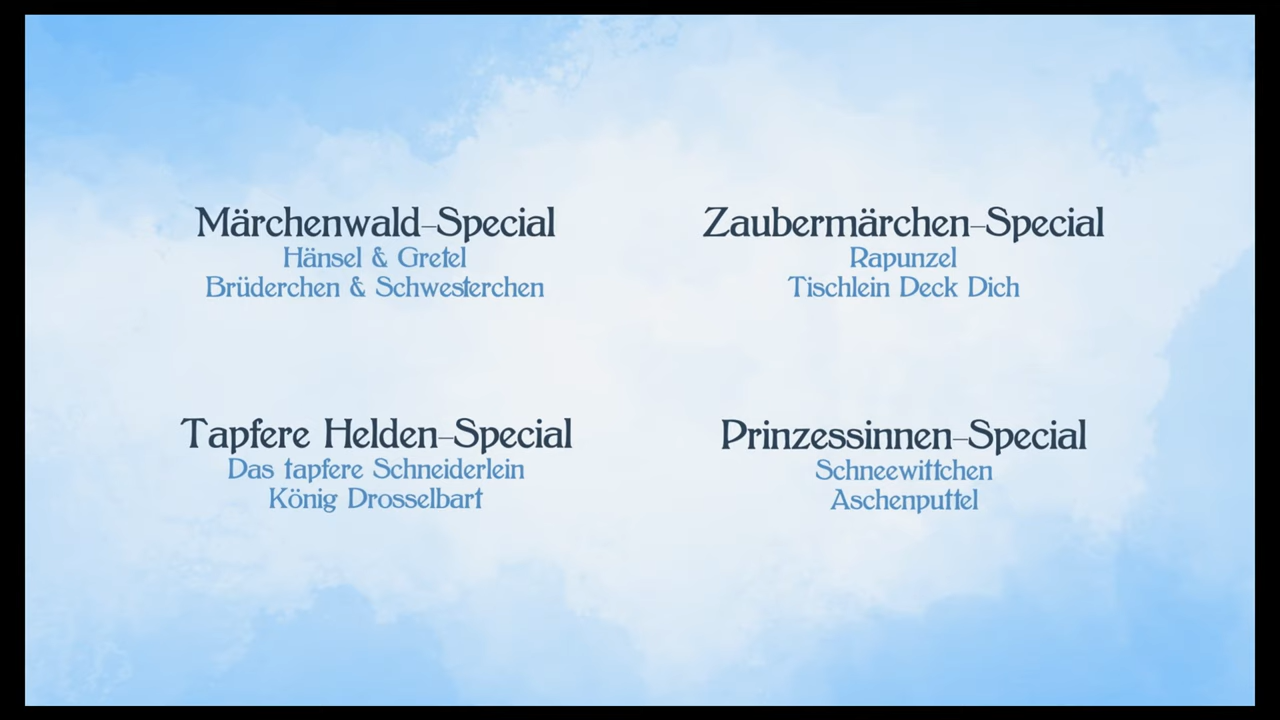 Märchenwald-Special
Hänsel & Gretel
Brüderchen & Schwesterchen
Zaubermärchen-Special
Rapunzel
Tischlein Deck Dich
Tapfere Helden-Special
Das tapfere Schneiderlein
König Drosselbart
Prinzessinnen-Special
Schneewittchen
Aschenputtel